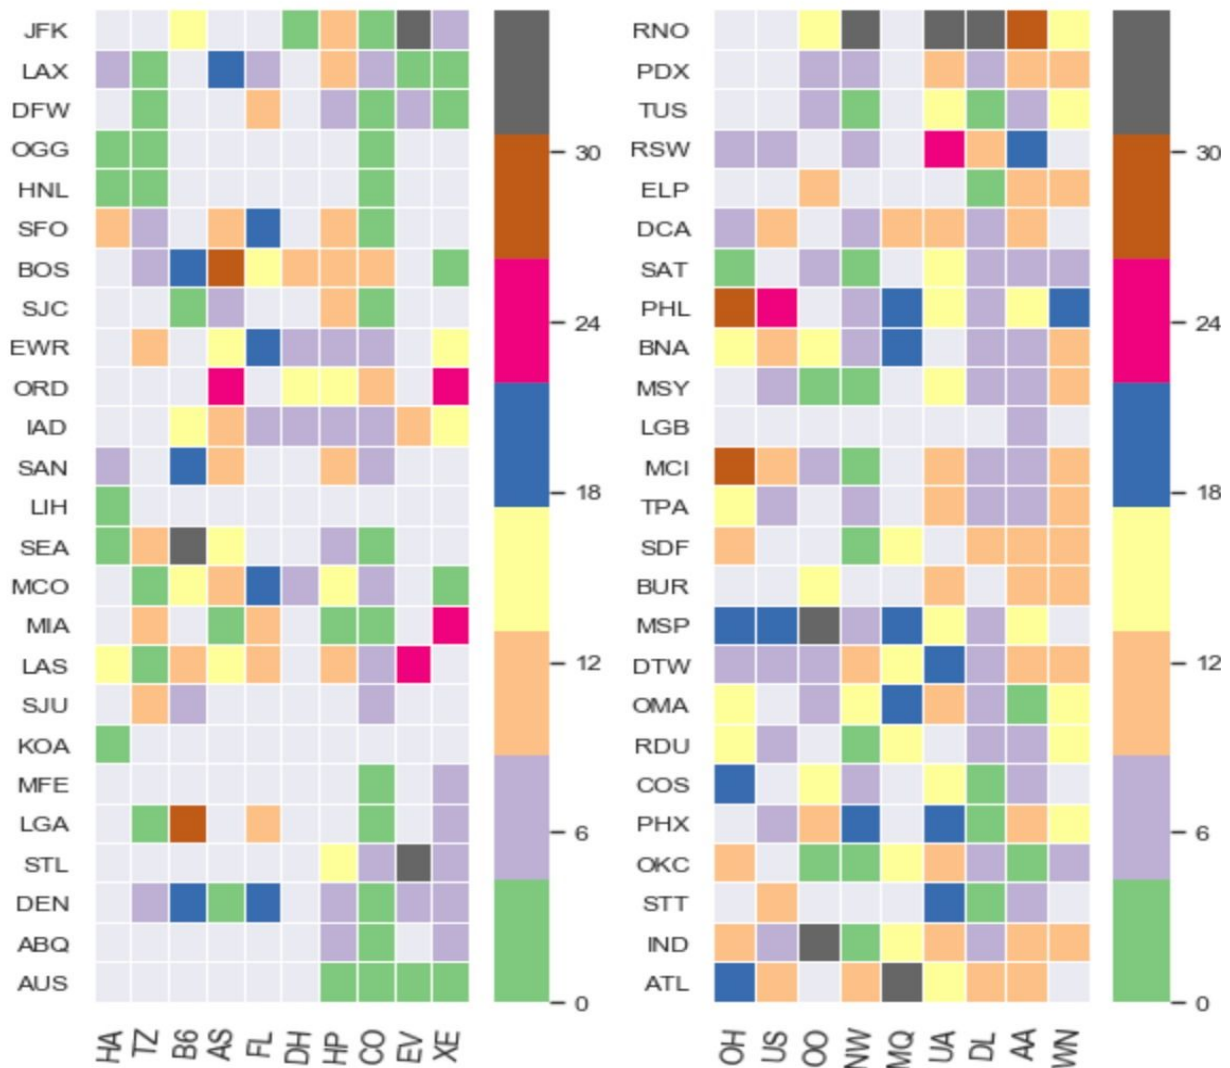 JFK
LAX
DFW
OGG
HNL
SFO
BOS
SJC
EWR
ORD
IAD
SAN
LIH
SEA
MCO
MIA
LAS
SJU
KOA
MFE
LGA
STL
DEN
ABQ
AUS
HA TZ B6 AS FL DH HP CO EV XE
30
24
18
12
6
0
RNO
PDX
TUS
RSW
ELP
DCA
SAT
PHL
BNA
MSY
LGB
MCI
TPA
SDF
BUR
MSP
DTW
OMA
RDU
COS
PHX
OKC
STT
IND
ATL
OH US OO NW MQ UA DL AA WN
30
24
18
12
6
0